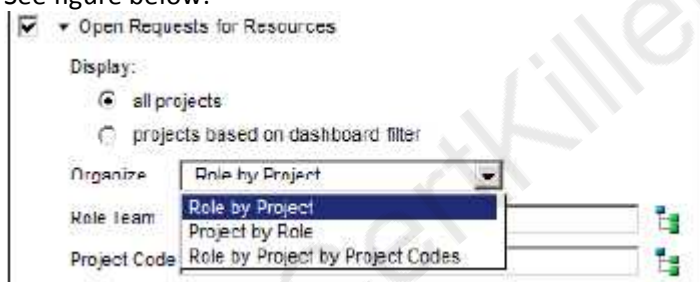 See figure below:
Open Requests for Resources
Display:
all projects
projects based on dashboard filter
Organize Role by Project
Role by Project
Role Team
Project by Role
Project Code Role by Project by Project Codes
CertKiller